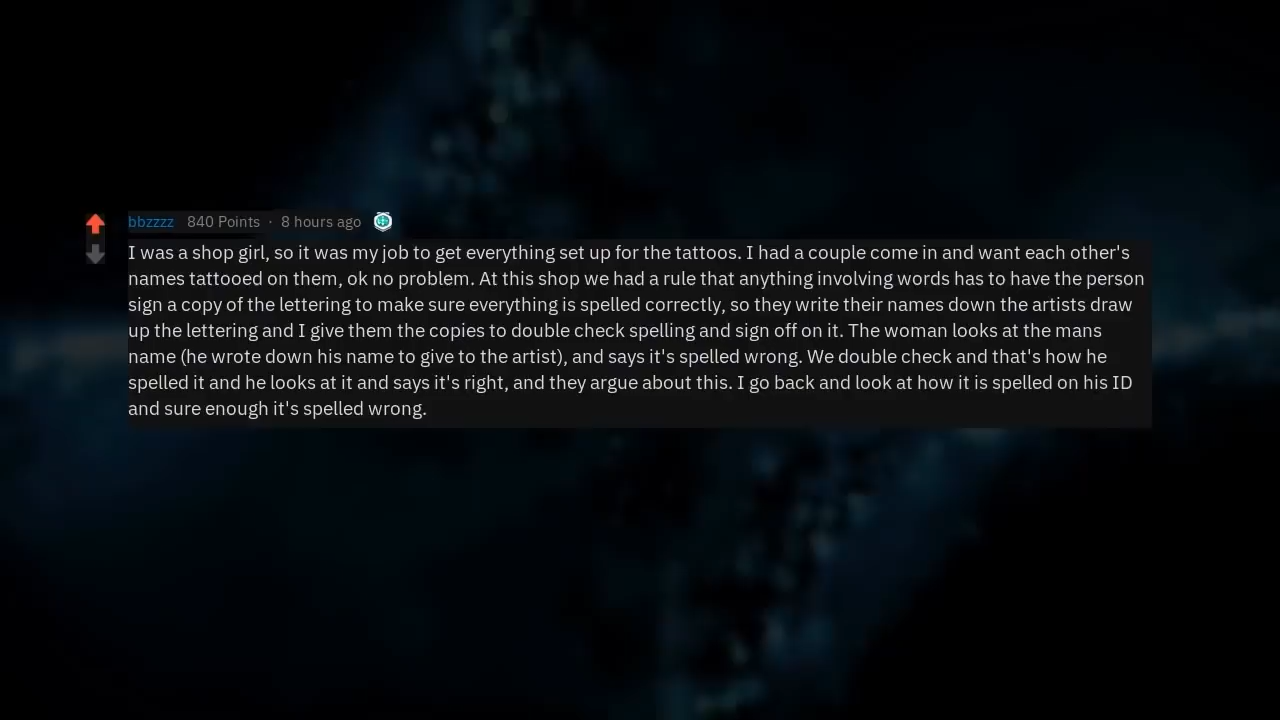 bbzzzz 840 Points · 8 hours ago
I was a shop girl, so it was my job to get everything set up for the tattoos. I had a couple come in and want each other's
names tattooed on them, ok no problem. At this shop we had a rule that anything involving words has to have the person
sign a copy of the lettering to make sure everything is spelled correctly, so they write their names down the artists draw
up the lettering and I give them the copies to double check spelling and sign off on it. The woman looks at the mans
name (he wrote down his name to give to the artist), and says it's spelled wrong. We double check and that's how he
spelled it and he looks at it and says it's right, and they argue about this. I go back and look at how it is spelled on his ID
and sure enough it's spelled wrong.